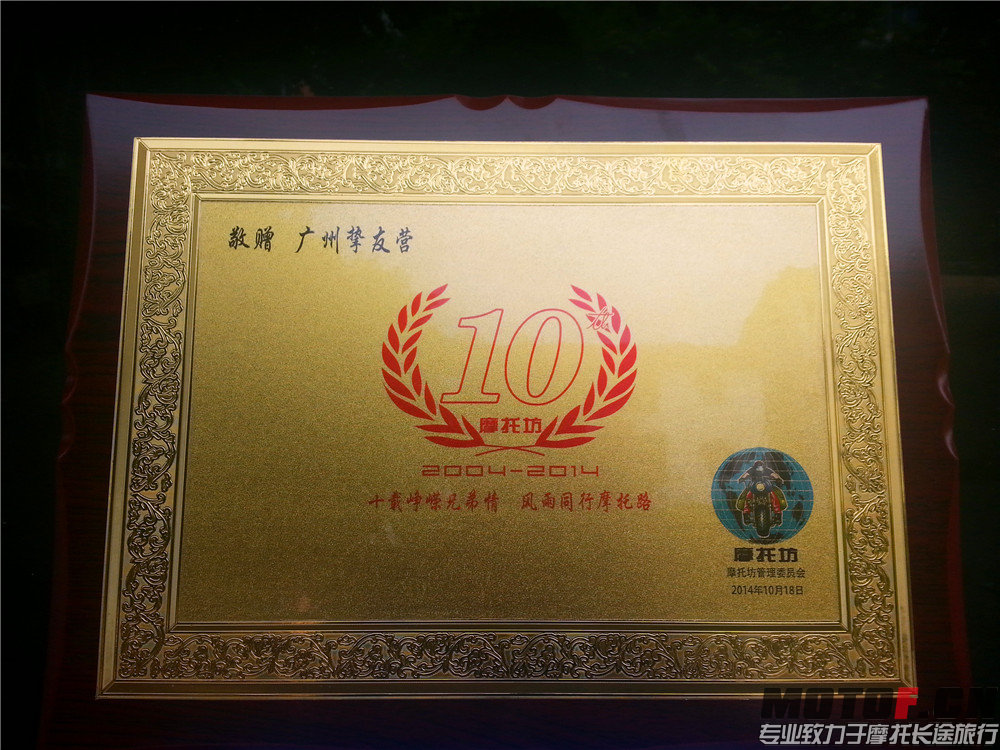 敬赠 广州挚友营
10th
摩托坊
2004-2014
十载峥嵘兄弟情 风雨同行摩托路
摩托坊
摩托坊管理委员会
2014年10月18日
MOTOF.CN
专业致力于摩托长途旅行